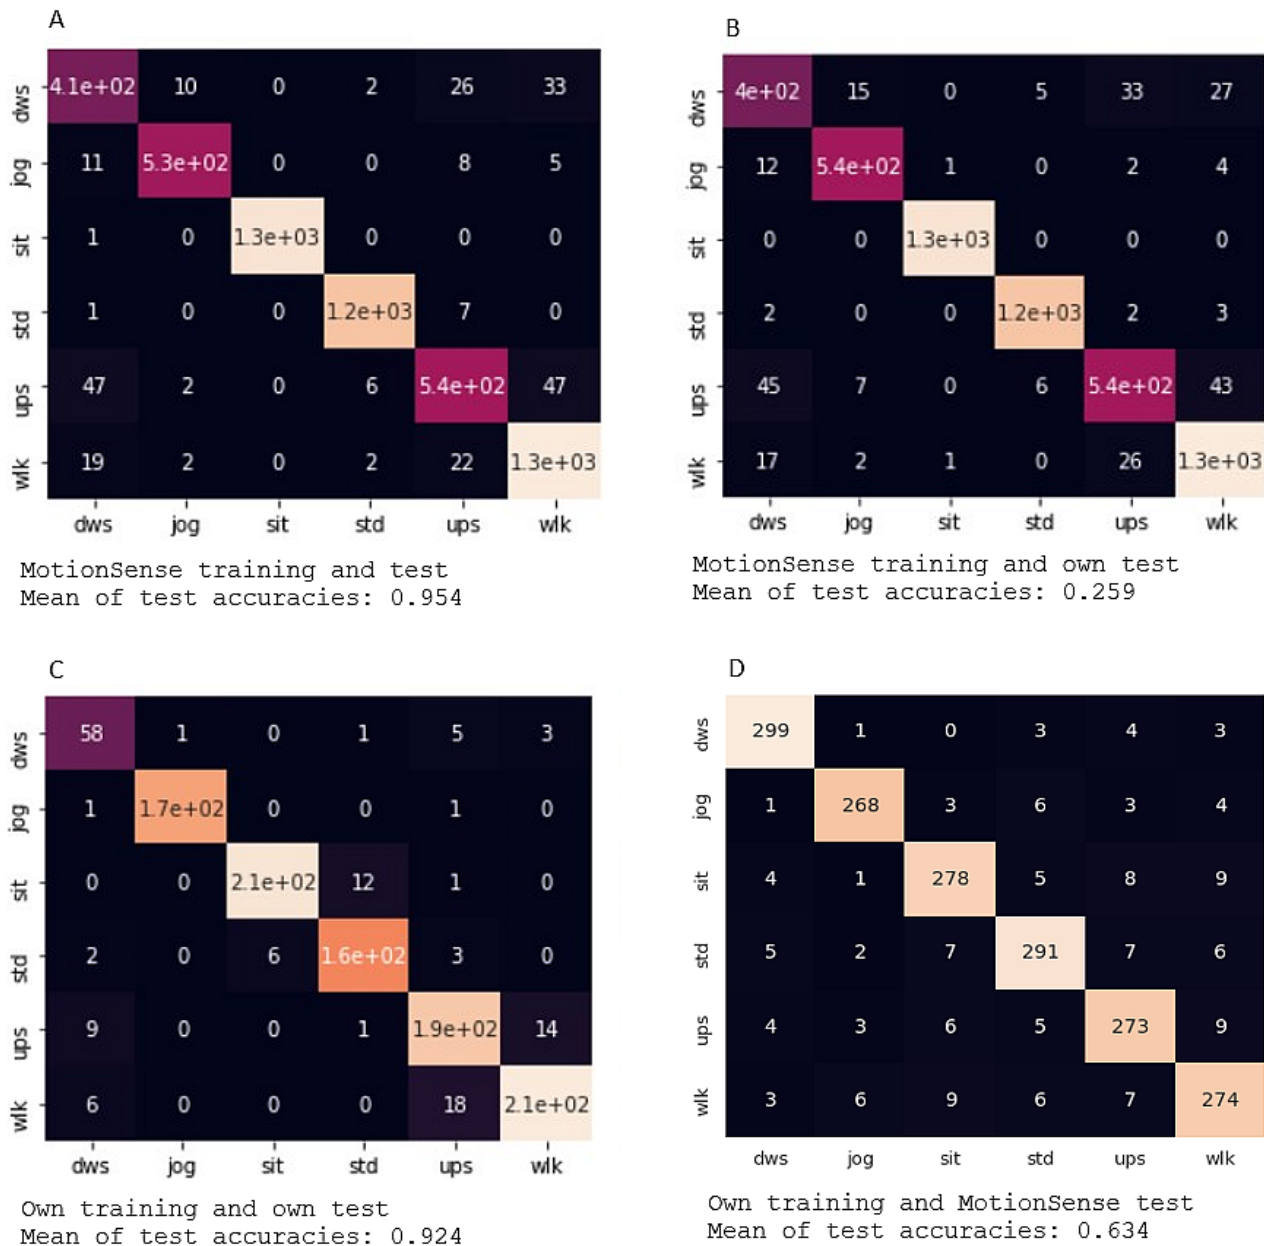 A
dws 4.1e+02 10 0 2 26 33
jog 11 5.3e+02 0 0 8 5
sit 1 0 1.3e+03 0 0 0
std 1 0 0 1.2e+03 7 0
ups 47 2 0 6 5.4e+02 47
wlk 19 2 0 2 22 1.3e+03
dws jog sit std ups wlk
MotionSense training and test
Mean of test accuracies: 0.954
B
dws 4e+02 15 0 5 33 27
jog 12 5.4e+02 1 0 2 4
sit 0 0 1.3e+03 0 0 0
std 2 0 0 1.2e+03 2 3
ups 45 7 0 6 5.4e+02 43
wlk 17 2 1 0 26 1.3e+03
dws jog sit std ups wlk
MotionSense training and own test
Mean of test accuracies: 0.259
C
dws 58 1 0 1 5 3
jog 1 1.7e+02 0 0 1 0
sit 0 0 2.1e+02 12 1 0
std 2 0 6 1.6e+02 3 0
ups 9 0 0 1 1.9e+02 14
wlk 6 0 0 0 18 2.1e+02
dws jog sit std ups wlk
Own training and own test
Mean of test accuracies: 0.924
D
dws 299 1 0 3 4 3
jog 1 268 3 6 3 4
sit 4 1 278 5 8 9
std 5 2 7 291 7 6
ups 4 3 6 5 273 9
wlk 3 6 9 6 7 274
dws jog sit std ups wlk
Own training and MotionSense test
Mean of test accuracies: 0.634